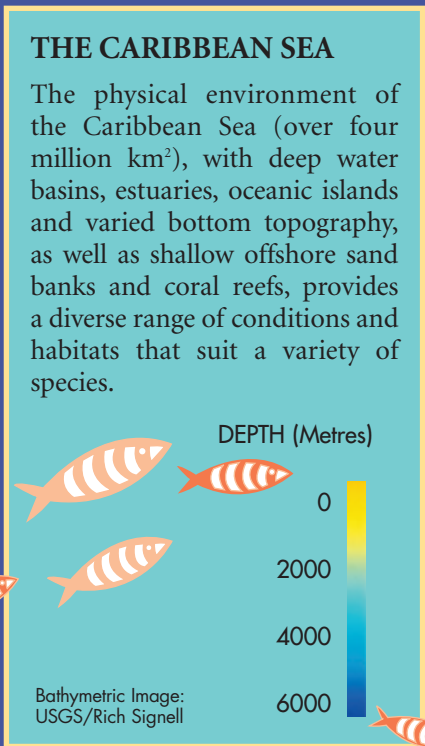 THE CARIBBEAN SEA
The physical environment of
the Caribbean Sea (over four
million km²), with deep water
basins, estuaries, oceanic islands
and varied bottom topography,
as well as shallow offshore sand
banks and coral reefs, provides
a diverse range of conditions and
habitats that suit a variety of
species.
DEPTH (Metres)
0
2000
4000
6000
Bathymetric Image:
USGS/Rich Signell